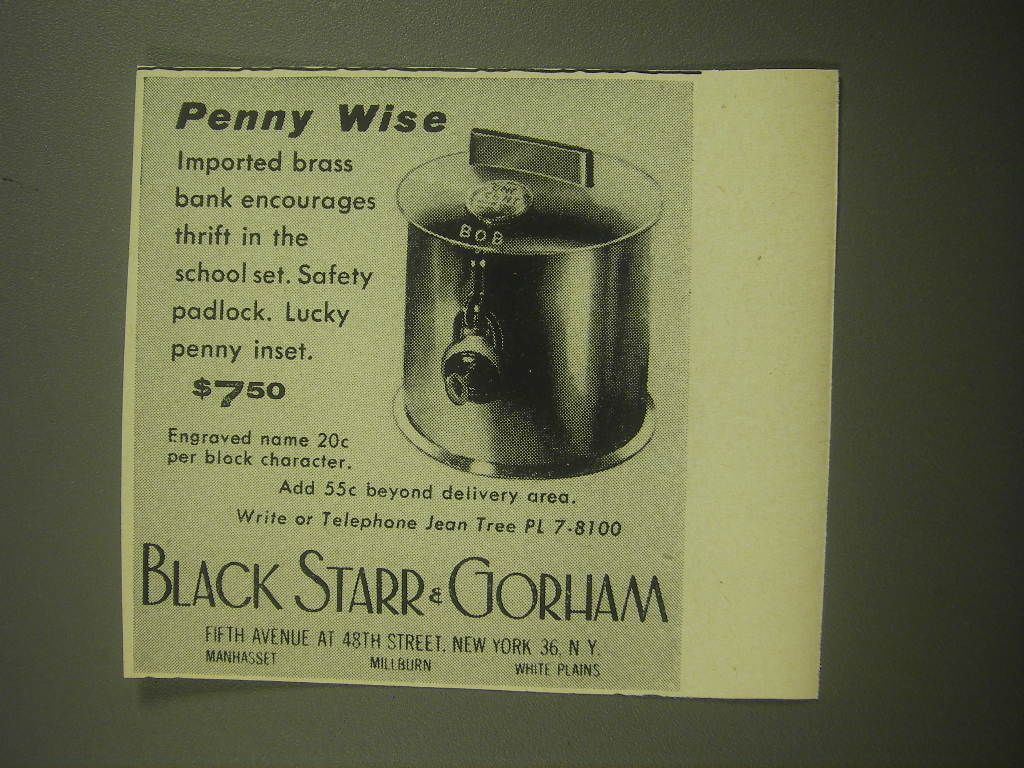 Penny Wise
Imported brass
bank encourages
thrift in the
school set. Safety
padlock. Lucky
penny inset.
$7.50
BOB
Engraved name 20c
per block character.
Add 55c beyond delivery area.
Write or Telephone Jean Tree PL 7-8100
BLACK STARR & GORHAM
FIFTH AVENUE AT 48TH STREET, NEW YORK 36, N. Y.
MANHASSET MILLBURN WHITE PLAINS